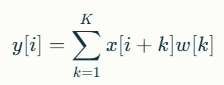 y[i] = \sum_{k=1}^{K} x[i + k]w[k]